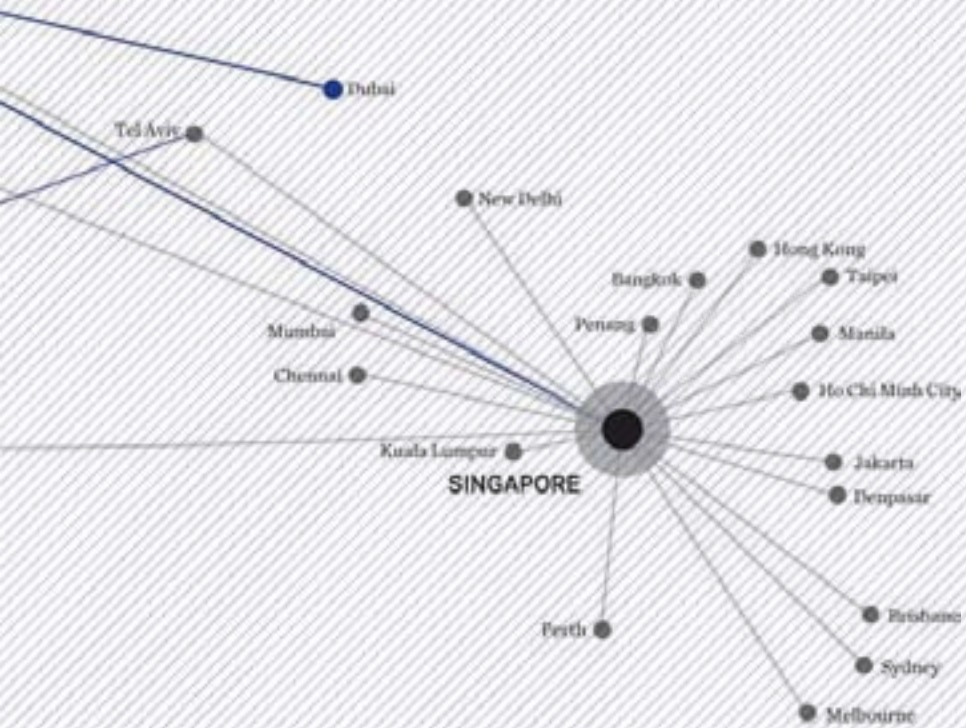 Dubai
Tel Aviv
New Delhi
Hong Kong
Taipei
Bangkok
Penang
Manila
Mumbai
Chennai
Ho Chi Minh City
Kuala Lumpur
Jakarta
SINGAPORE
Denpasar
Brisbane
Perth
Sydney
Melbourne